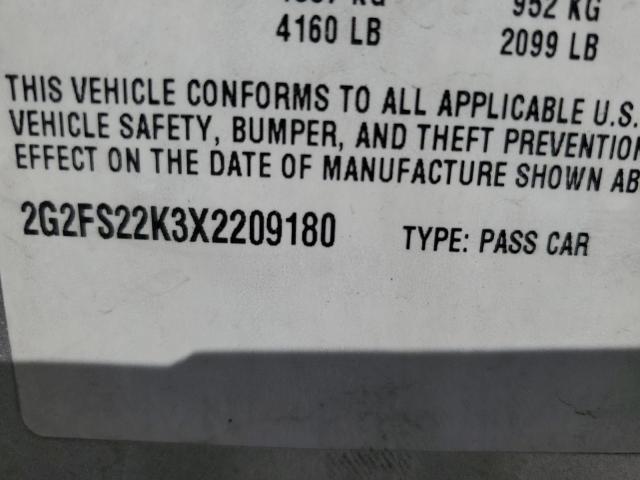 952 KG
4160 LB 2099 LB
THIS VEHICLE CONFORMS TO ALL APPLICABLE U.S.
VEHICLE SAFETY, BUMPER, AND THEFT PREVENTION
EFFECT ON THE DATE OF MANUFACTURE SHOWN AB
2G2FS22K3X2209180 TYPE: PASS CAR